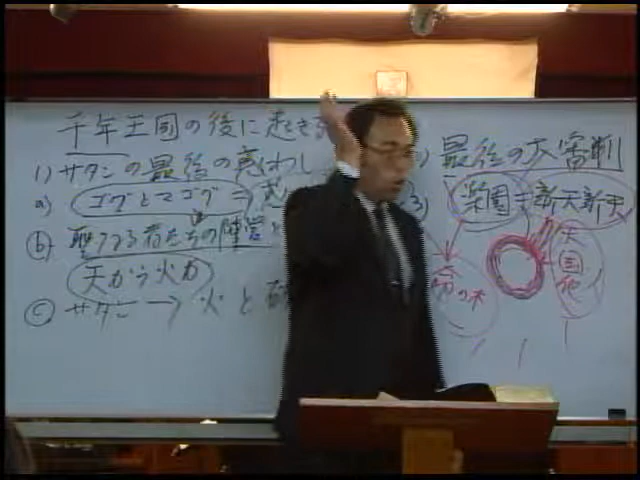 千年王国の後に起き
1) サタンの最後の惑わし
a) ゴグとマゴグ
b) 聖なる者たちの陣営と
天から火が
c) サタン → 火と硫
) 最後の大審判
3) 楽園＝新天新地
天国
命の木